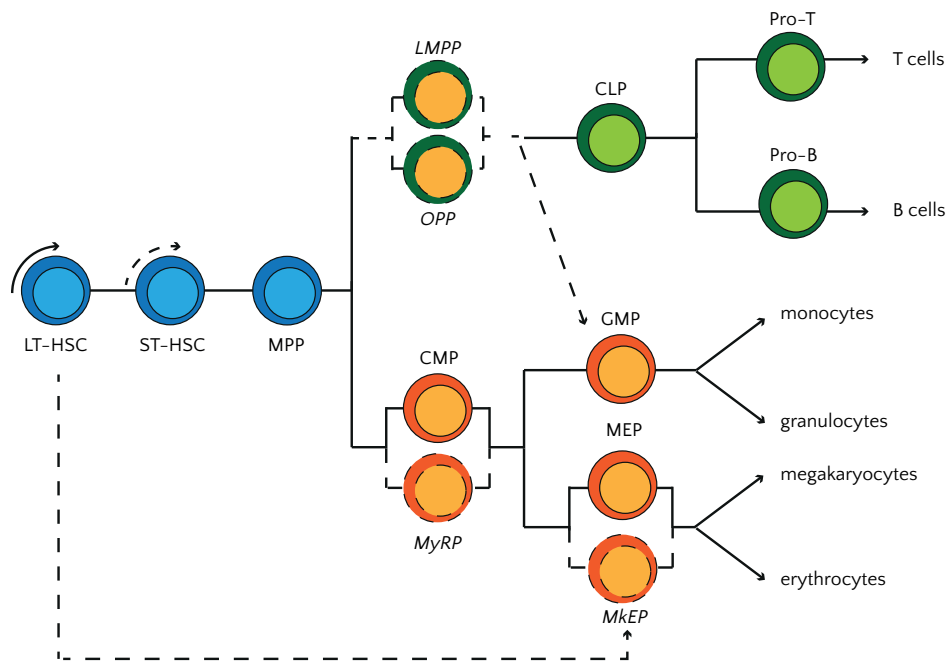 Pro-T
LMPP
T cells
CLP
Pro-B
OPP
B cells
LT-HSC
ST-HSC
MPP
GMP
monocytes
CMP
granulocytes
MEP
megakaryocytes
MyRP
erythrocytes
MkEP